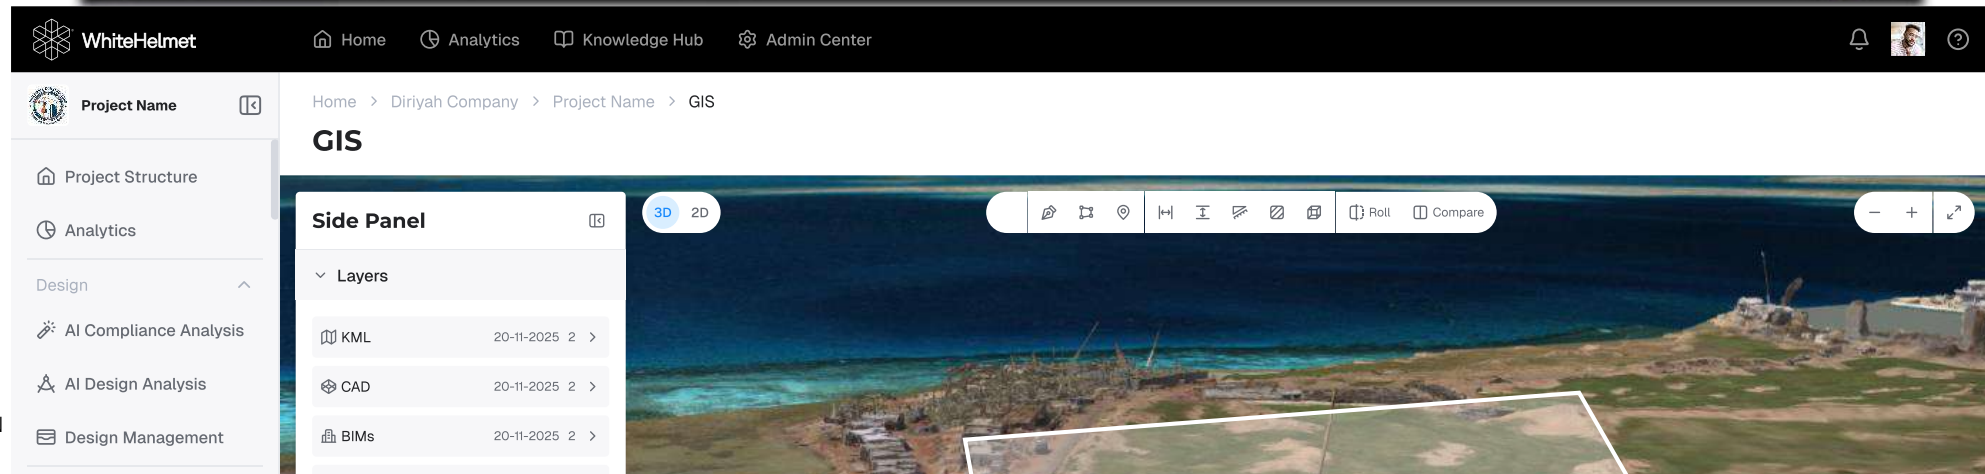 WhiteHelmet
Home
Analytics
Knowledge Hub
Admin Center
Project Name
Home > Diriyah Company > Project Name > GIS
GIS
Project Structure
Analytics
Design
AI Compliance Analysis
AI Design Analysis
Design Management
Side Panel
Layers
KML 20-11-2025 2
CAD 20-11-2025 2
BIMs 20-11-2025 2
3D 2D
Roll
Compare